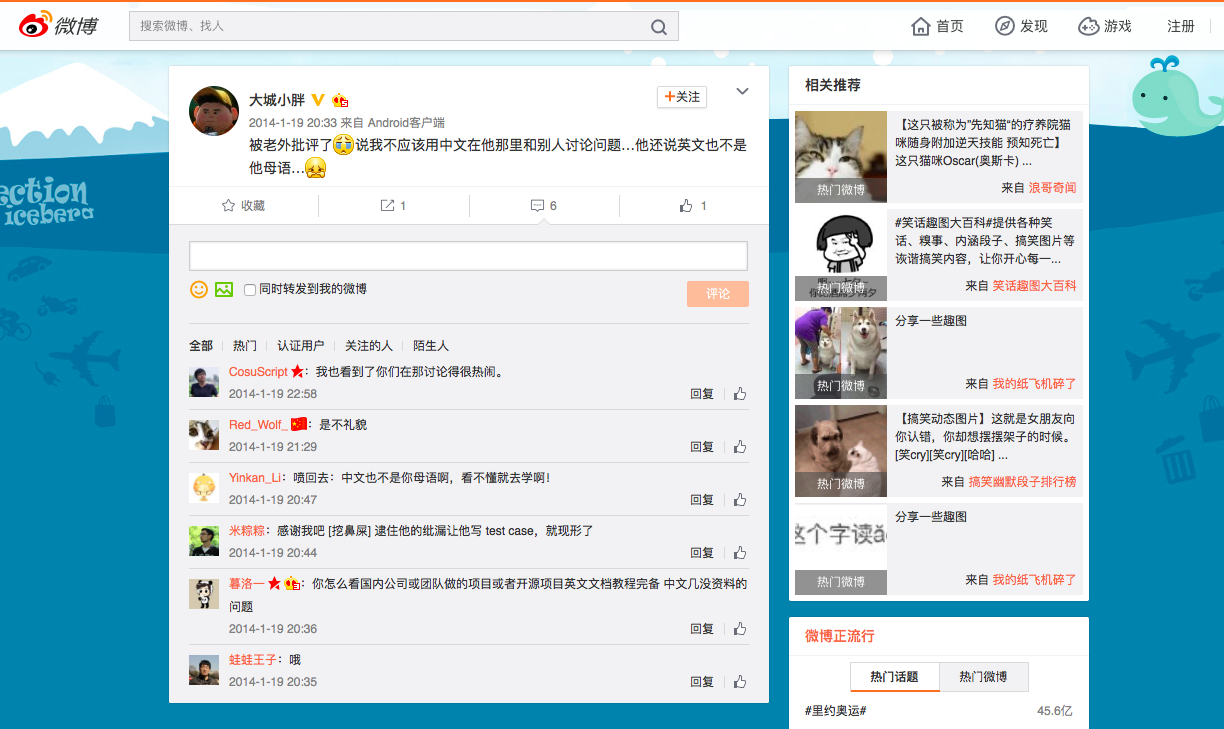 微博
搜索微博、找人
首页
发现
游戏
注册
大城小胖
+关注
2014-1-19 20:33 来自 Android客户端
被老外批评了说我不应该用中文在他那里和别人讨论问题...他还说英文也不是
他母语...
收藏
1
6
1
同时转发到我的微博
评论
全部
热门
认证用户
关注的人
陌生人
CosuScript：我也看到了你们在那讨论得很热闹。
2014-1-19 22:58
回复
Red_Wolf_：是不礼貌
2014-1-19 21:29
回复
Yinkan_Li：喷回去：中文也不是你母语啊，看不懂就去学啊！
2014-1-19 20:47
回复
米粽粽：感谢我吧 [挖鼻屎] 逮住他的纰漏让他写 test case，就现形了
2014-1-19 20:44
回复
暮洛一：你怎么看国内公司或团队做的项目或者开源项目英文文档教程完备 中文几没资料的
问题
2014-1-19 20:36
回复
蛙蛙王子：哦
2014-1-19 20:35
回复
相关推荐
【这只被称为"先知猫"的疗养院猫
咪随身附加逆天技能 预知死亡】
这只猫咪Oscar(奥斯卡) ...
热门微博
来自 浪哥奇闻
#笑话趣图大百科#提供各种笑
话、糗事、内涵段子、搞笑图片等
诙谐搞笑内容，让你开心每一...
热门微博
来自 笑话趣图大百科
分享一些趣图
热门微博
来自 我的纸飞机碎了
【搞笑动态图片】这就是女朋友向
你认错，你却想摆摆架子的时候。
[笑cry][笑cry][哈哈] ...
热门微博
来自 搞笑幽默段子排行榜
分享一些趣图
这个字读
热门微博
来自 我的纸飞机碎了
微博正流行
热门话题
热门微博
#里约奥运#
45.6亿
ection
iceberg